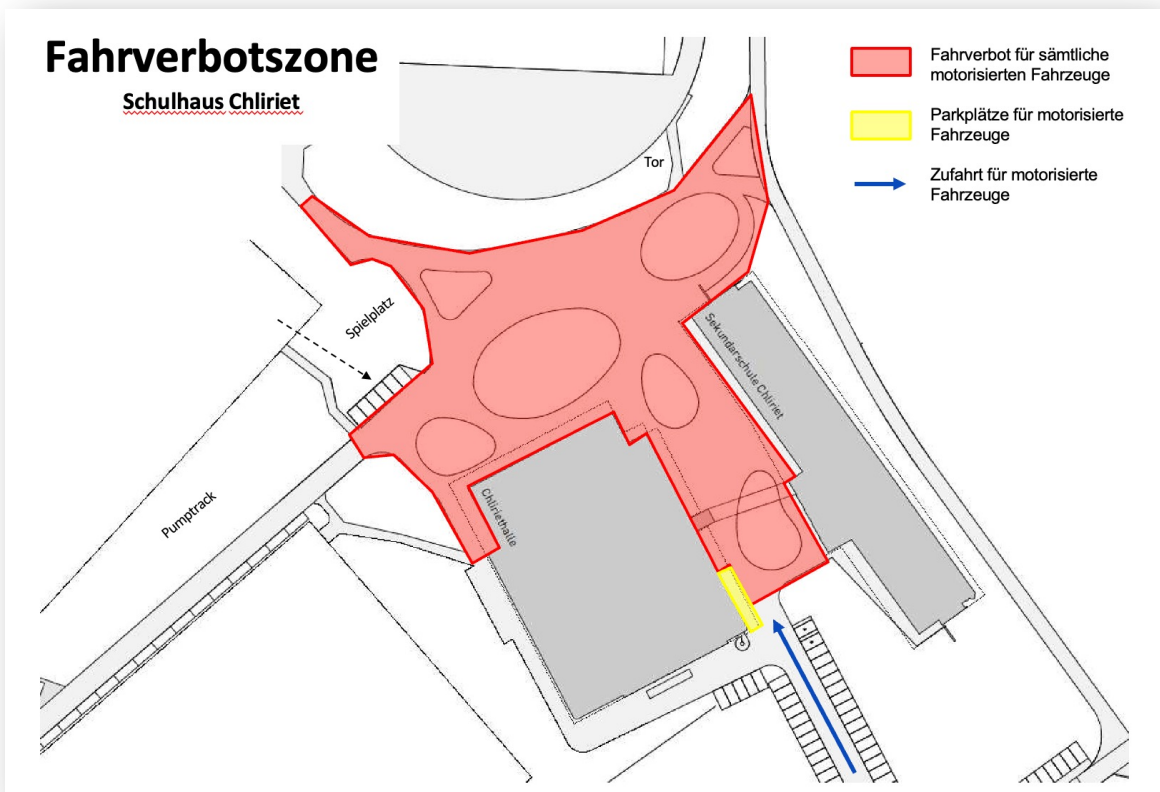 Fahrverbotszone
Schulhaus Chliriet
Fahrverbot für sämtliche
motorisierten Fahrzeuge
Parkplätze für motorisierte
Fahrzeuge
Zufahrt für motorisierte
Fahrzeuge
Tor
Spielplatz
Sekundarschule Chliriet
Chliriethalle
Pumptrack